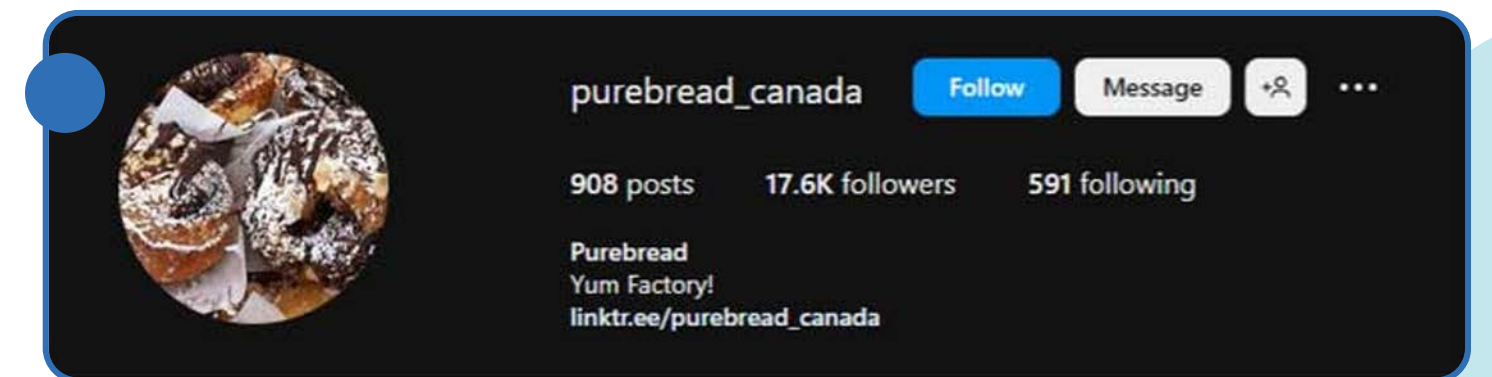 purebread_canada Follow Message
908 posts 17.6K followers 591 following
Purebread
Yum Factory!
linktr.ee/purebread_canada